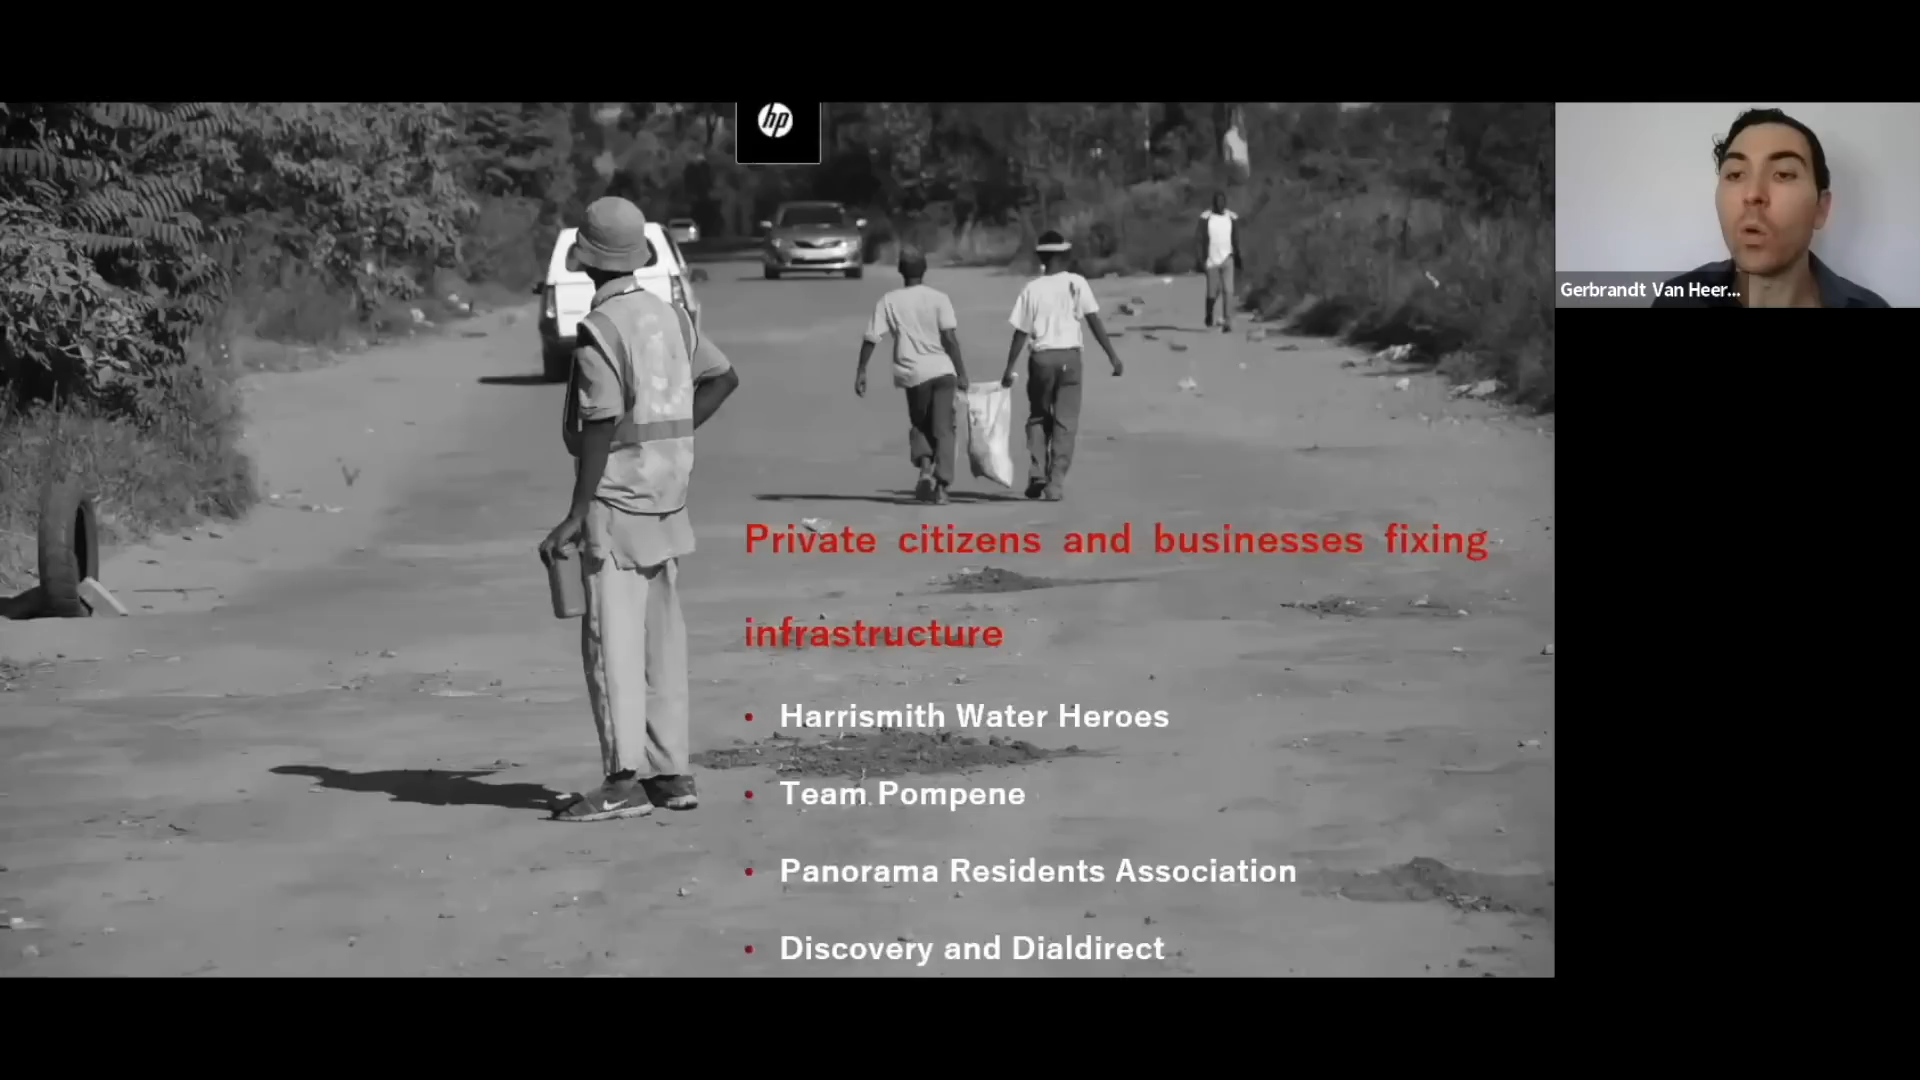 hp
Gerbrandt Van Heer...
Private citizens and businesses fixing
infrastructure
• Harrismith Water Heroes
• Team Pompene
• Panorama Residents Association
• Discovery and Dialdirect